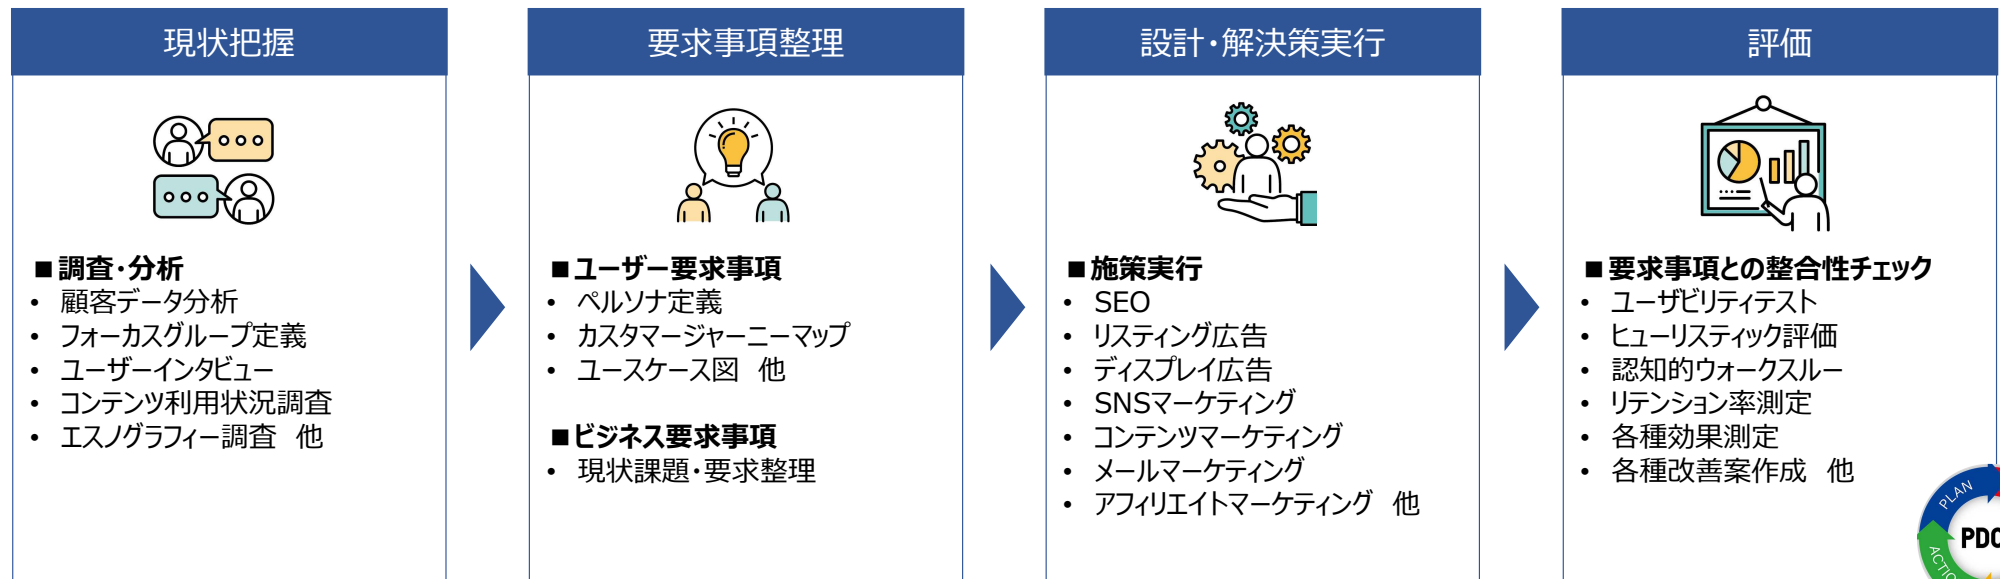 現状把握
■調査・分析
• 顧客データ分析
• フォーカスグループ定義
• ユーザーインタビュー
• コンテンツ利用状況調査
• エスノグラフィー調査 他
要求事項整理
■ユーザー要求事項
• ペルソナ定義
• カスタマージャーニーマップ
• ユースケース図 他
■ビジネス要求事項
• 現状課題・要求整理
設計・解決策実行
■施策実行
• SEO
• リスティング広告
• ディスプレイ広告
• SNSマーケティング
• コンテンツマーケティング
• メールマーケティング
• アフィリエイトマーケティング 他
評価
■要求事項との整合性チェック
• ユーザビリティテスト
• ヒューリスティック評価
• 認知的ウォークスルー
• リテンション率測定
• 各種効果測定
• 各種改善案作成 他
PLAN